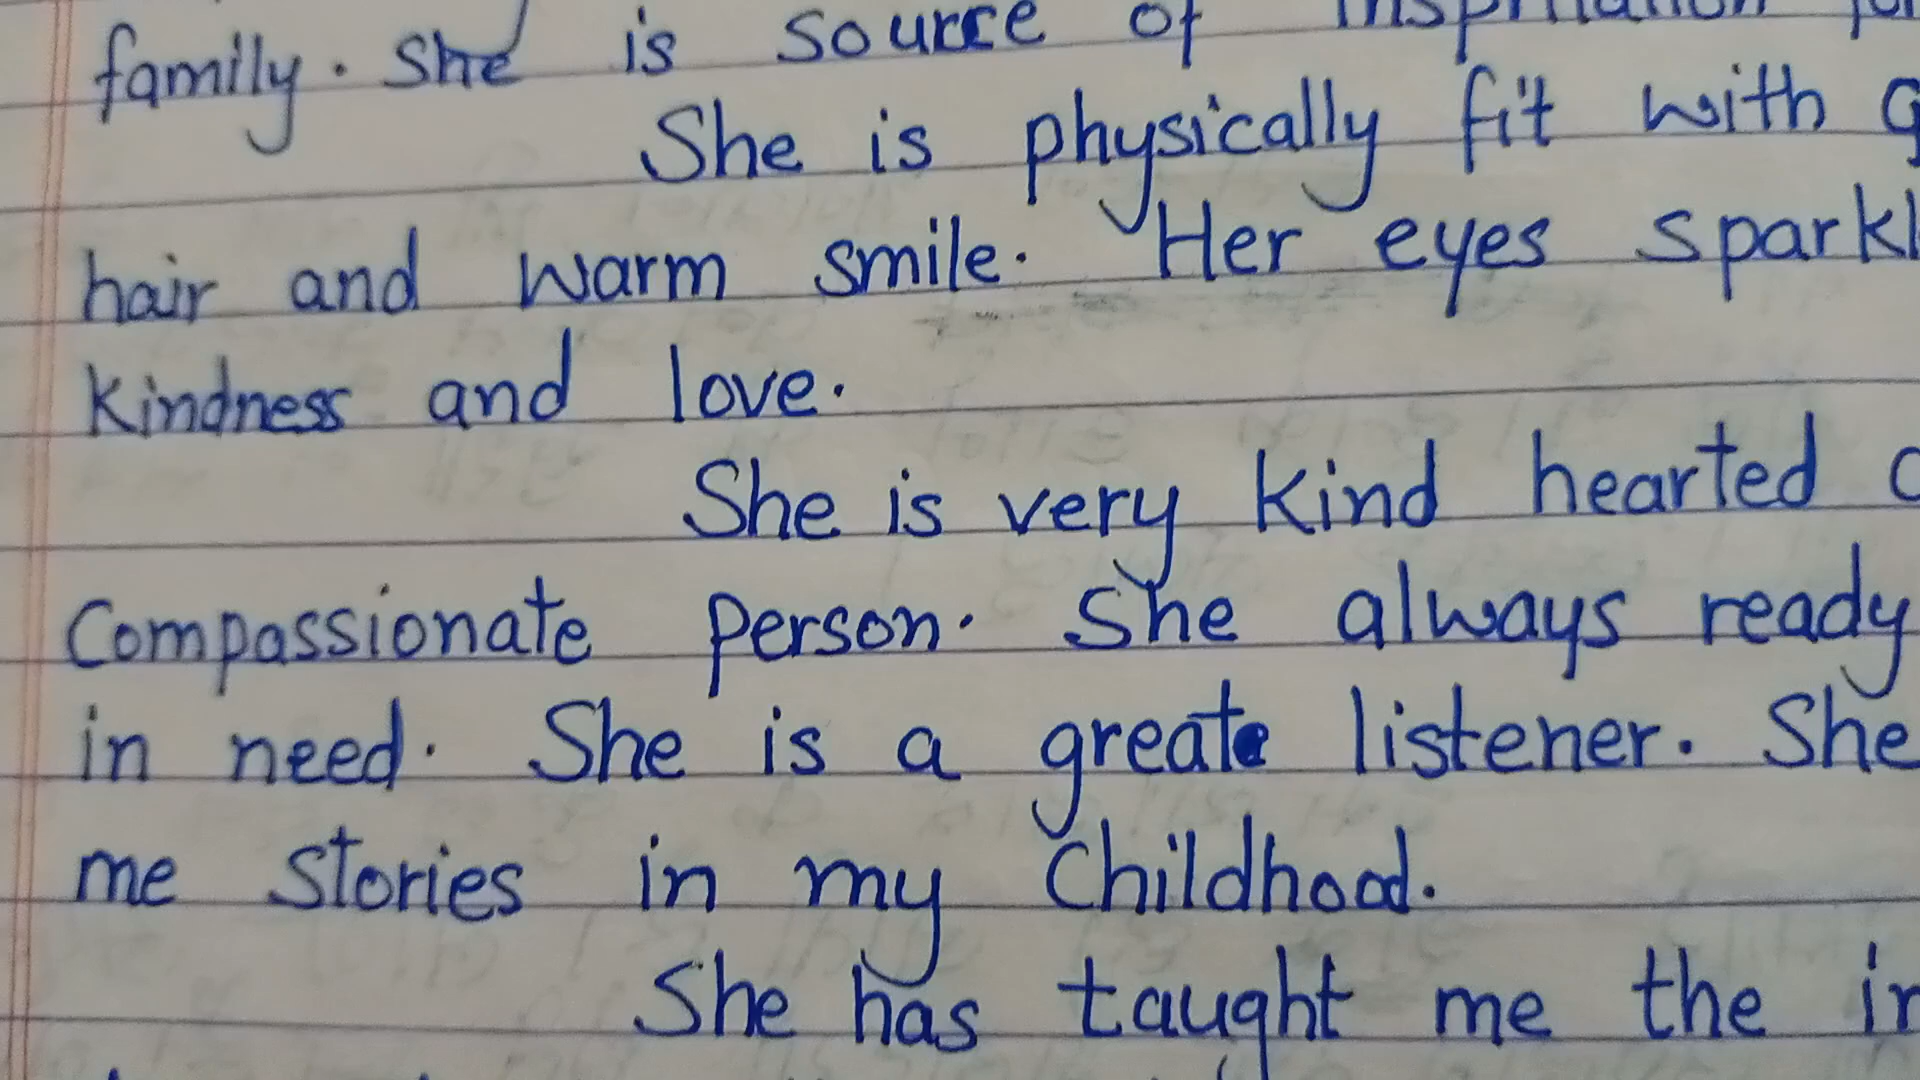 family. She is source of
She is physically fit with
hair and warm smile. Her eyes
kindness and love.
She is very kind hearted
Compassionate person. She always ready
in need. She is a greate listener. She
me stories in my Childhood.
She has taught me the